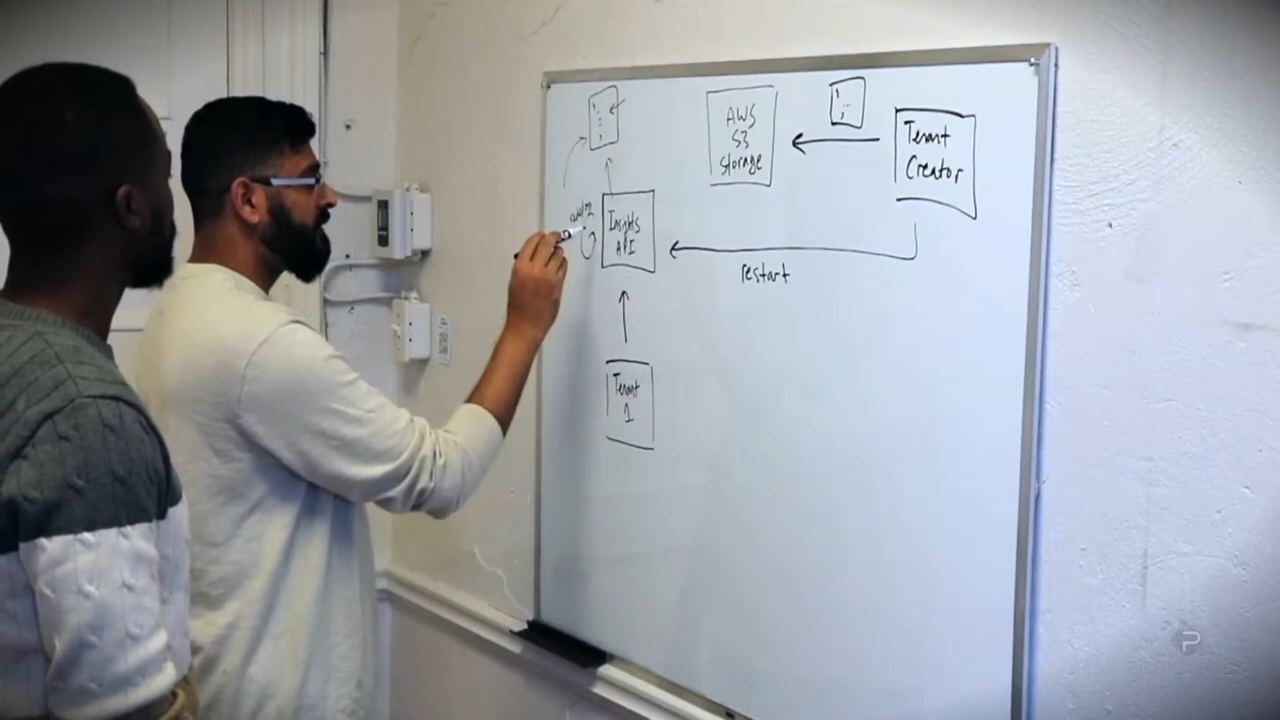 AWS
S3
Storage
Tenant
Creator
Insights
API
restart
Tenant
1